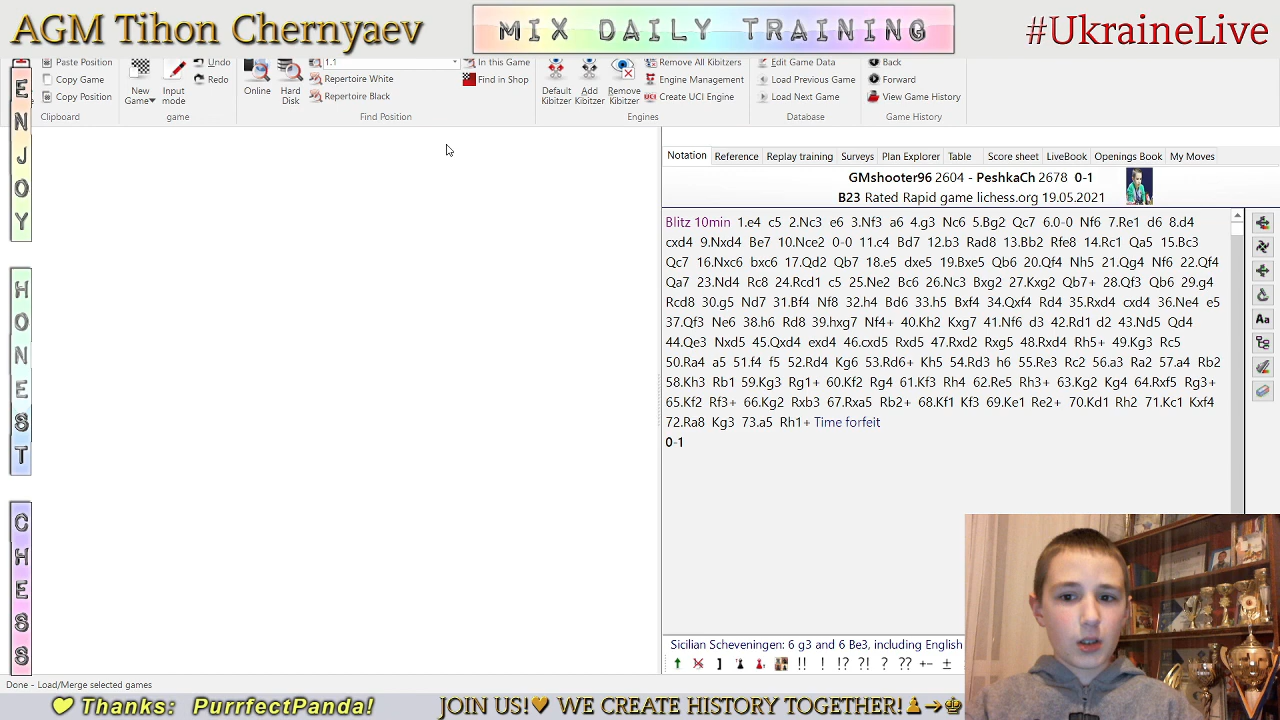 AGM Tihon Chernyaev
MIX DAILY TRAINING
#UkraineLive
Paste Position
Copy Game
Copy Position
Clipboard
New Game
Input mode
Undo
Redo
game
Online
Hard Disk
1.1
Repertoire White
Repertoire Black
In this Game
Find in Shop
Find Position
Default Kibitzer
Add Kibitzer
Remove Kibitzer
Remove All Kibitzers
Engine Management
Create UCI Engine
Engines
Edit Game Data
Load Previous Game
Load Next Game
Database
Back
Forward
View Game History
Game History
ENJOY
HONEST
CHESS
Notation Reference Replay training Surveys Plan Explorer Table Score sheet LiveBook Openings Book My Moves
GMshooter96 2604 - PeshkaCh 2678 0-1
B23 Rated Rapid game lichess.org 19.05.2021
Blitz 10min 1.e4 c5 2.Nc3 e6 3.Nf3 a6 4.g3 Nc6 5.Bg2 Qc7 6.0-0 Nf6 7.Re1 d6 8.d4
cxd4 9.Nxd4 Be7 10.Nce2 0-0 11.c4 Bd7 12.b3 Rad8 13.Bb2 Rfe8 14.Rc1 Qa5 15.Bc3
Qc7 16.Nxc6 bxc6 17.Qd2 Qb7 18.e5 dxe5 19.Bxe5 Qb6 20.Qf4 Nh5 21.Qg4 Nf6 22.Qf4
Qa7 23.Nd4 Rc8 24.Rcd1 c5 25.Ne2 Bc6 26.Nc3 Bxg2 27.Kxg2 Qb7+ 28.Qf3 Qb6 29.g4
Rcd8 30.g5 Nd7 31.Bf4 Nf8 32.h4 Bd6 33.h5 Bxf4 34.Qxf4 Rd4 35.Rxd4 cxd4 36.Ne4 e5
37.Qf3 Ne6 38.h6 Rd8 39.hxg7 Nf4+ 40.Kh2 Kxg7 41.Nf6 d3 42.Rd1 d2 43.Nd5 Qd4
44.Qe3 Nxd5 45.Qxd4 exd4 46.cxd5 Rxd5 47.Rxd2 Rxg5 48.Rxd4 Rh5+ 49.Kg3 Rc5
50.Ra4 a5 51.f4 f5 52.Rd4 Kg6 53.Rd6+ Kh5 54.Rd3 h6 55.Re3 Rc2 56.a3 Ra2 57.a4 Rb2
58.Kh3 Rb1 59.Kg3 Rg1+ 60.Kf2 Rg4 61.Kf3 Rh4 62.Re5 Rh3+ 63.Kg2 Kg4 64.Rxf5 Rg3+
65.Kf2 Rf3+ 66.Kg2 Rxb3 67.Rxa5 Rb2+ 68.Kf1 Kf3 69.Ke1 Re2+ 70.Kd1 Rh2 71.Kc1 Kxf4
72.Ra8 Kg3 73.a5 Rh1+ Time forfeit
0-1
Aa
Sicilian Scheveningen: 6 g3 and 6 Be3, including English
] !! ! !? ?! ? ?? +- ±
Done - Load/Merge selected games
Thanks: PurrfectPanda!
JOIN US! WE CREATE HISTORY TOGETHER!